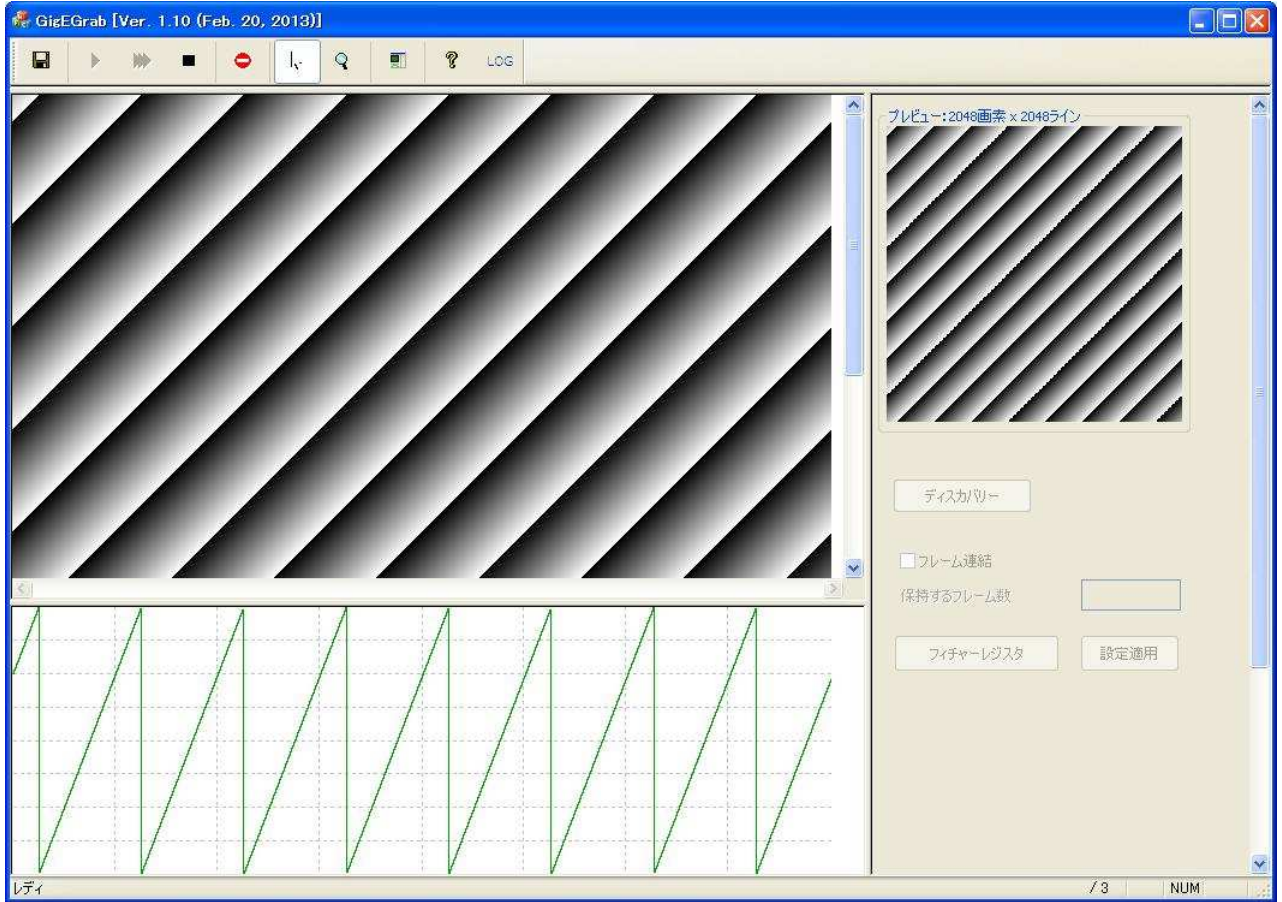 GigEGrab [Ver. 1.10 (Feb. 20, 2013)]
LOG
プレビュー:2048画素 x 2048ライン
ディスカバリー
フレーム連結
保持するフレーム数
フィチャーレジスタ
設定適用
レディ
/ 3
NUM